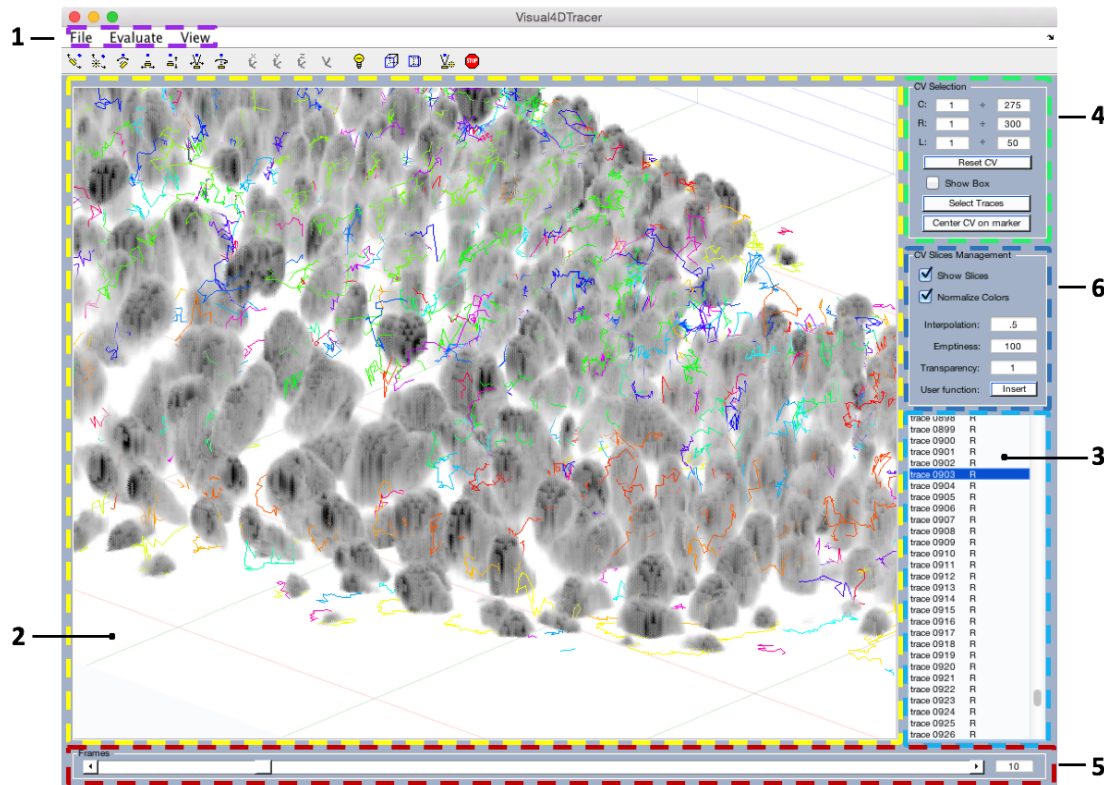 Visual4DTracer
1
File Evaluate View
STOP
CV Selection
C: 1 ÷ 275
R: 1 ÷ 300
L: 1 ÷ 50
Reset CV
Show Box
Select Traces
Center CV on marker
4
CV Slices Management
Show Slices
Normalize Colors
Interpolation: .5
Emptiness: 100
Transparency: 1
User function: Insert
6
trace 0898 R
trace 0899 R
trace 0900 R
trace 0901 R
trace 0902 R
trace 0903 R
trace 0904 R
trace 0905 R
trace 0906 R
trace 0907 R
trace 0908 R
trace 0909 R
trace 0910 R
trace 0911 R
trace 0912 R
trace 0913 R
trace 0914 R
trace 0915 R
trace 0916 R
trace 0917 R
trace 0918 R
trace 0919 R
trace 0920 R
trace 0921 R
trace 0922 R
trace 0923 R
trace 0924 R
trace 0925 R
trace 0926 R
3
2
Frames
10
5